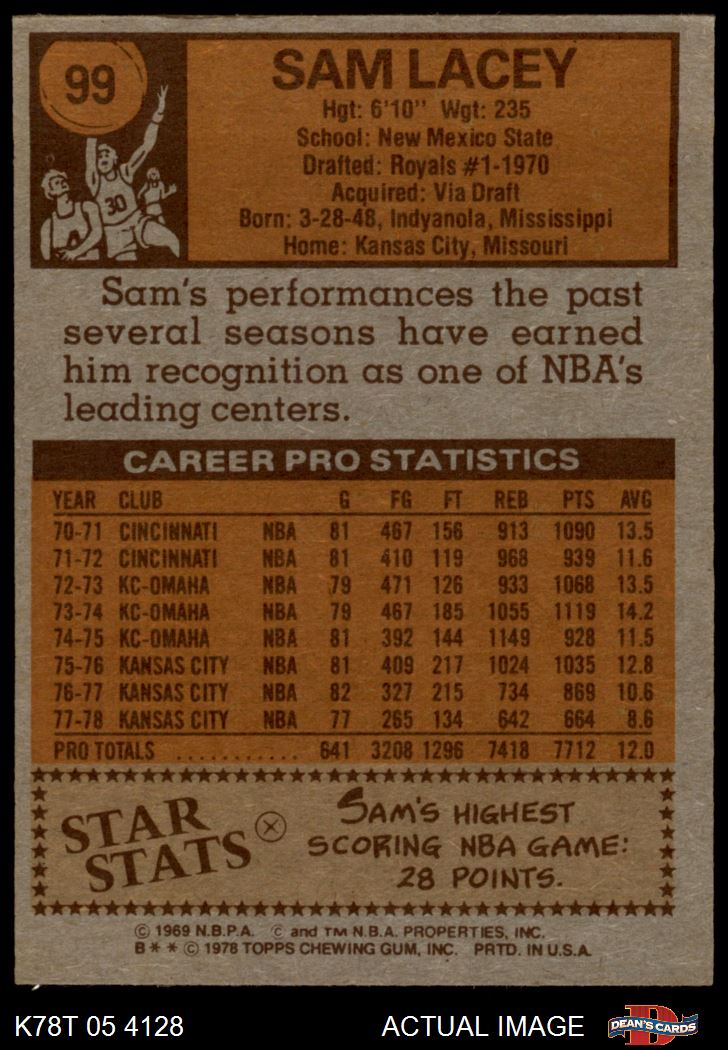 99
30
SAM LACEY
Hgt: 6'10" Wgt: 235
School: New Mexico State
Drafted: Royals #1-1970
Acquired: Via Draft
Born: 3-28-48, Indyanola, Mississippi
Home: Kansas City, Missouri
Sam's performances the past
several seasons have earned
him recognition as one of NBA's
leading centers.
CAREER PRO STATISTICS
YEAR CLUB G FG FT REB PTS AVG
70-71 CINCINNATI NBA 81 467 156 913 1090 13.5
71-72 CINCINNATI NBA 81 410 119 968 939 11.6
72-73 KC-OMAHA NBA 79 471 126 933 1068 13.5
73-74 KC-OMAHA NBA 79 467 185 1055 1119 14.2
74-75 KC-OMAHA NBA 81 392 144 1149 928 11.5
75-76 KANSAS CITY NBA 81 409 217 1024 1035 12.8
76-77 KANSAS CITY NBA 82 327 215 734 869 10.6
77-78 KANSAS CITY NBA 77 265 134 642 664 8.6
PRO TOTALS ........... 641 3208 1296 7418 7712 12.0
STAR
STATS
SAM'S HIGHEST
SCORING NBA GAME:
28 POINTS.
© 1969 N.B.P.A. © and TM N.B.A. PROPERTIES, INC.
B * * © 1978 TOPPS CHEWING GUM, INC. PRTD. IN U.S.A.
K78T 05 4128 ACTUAL IMAGE DEAN'S CARDS